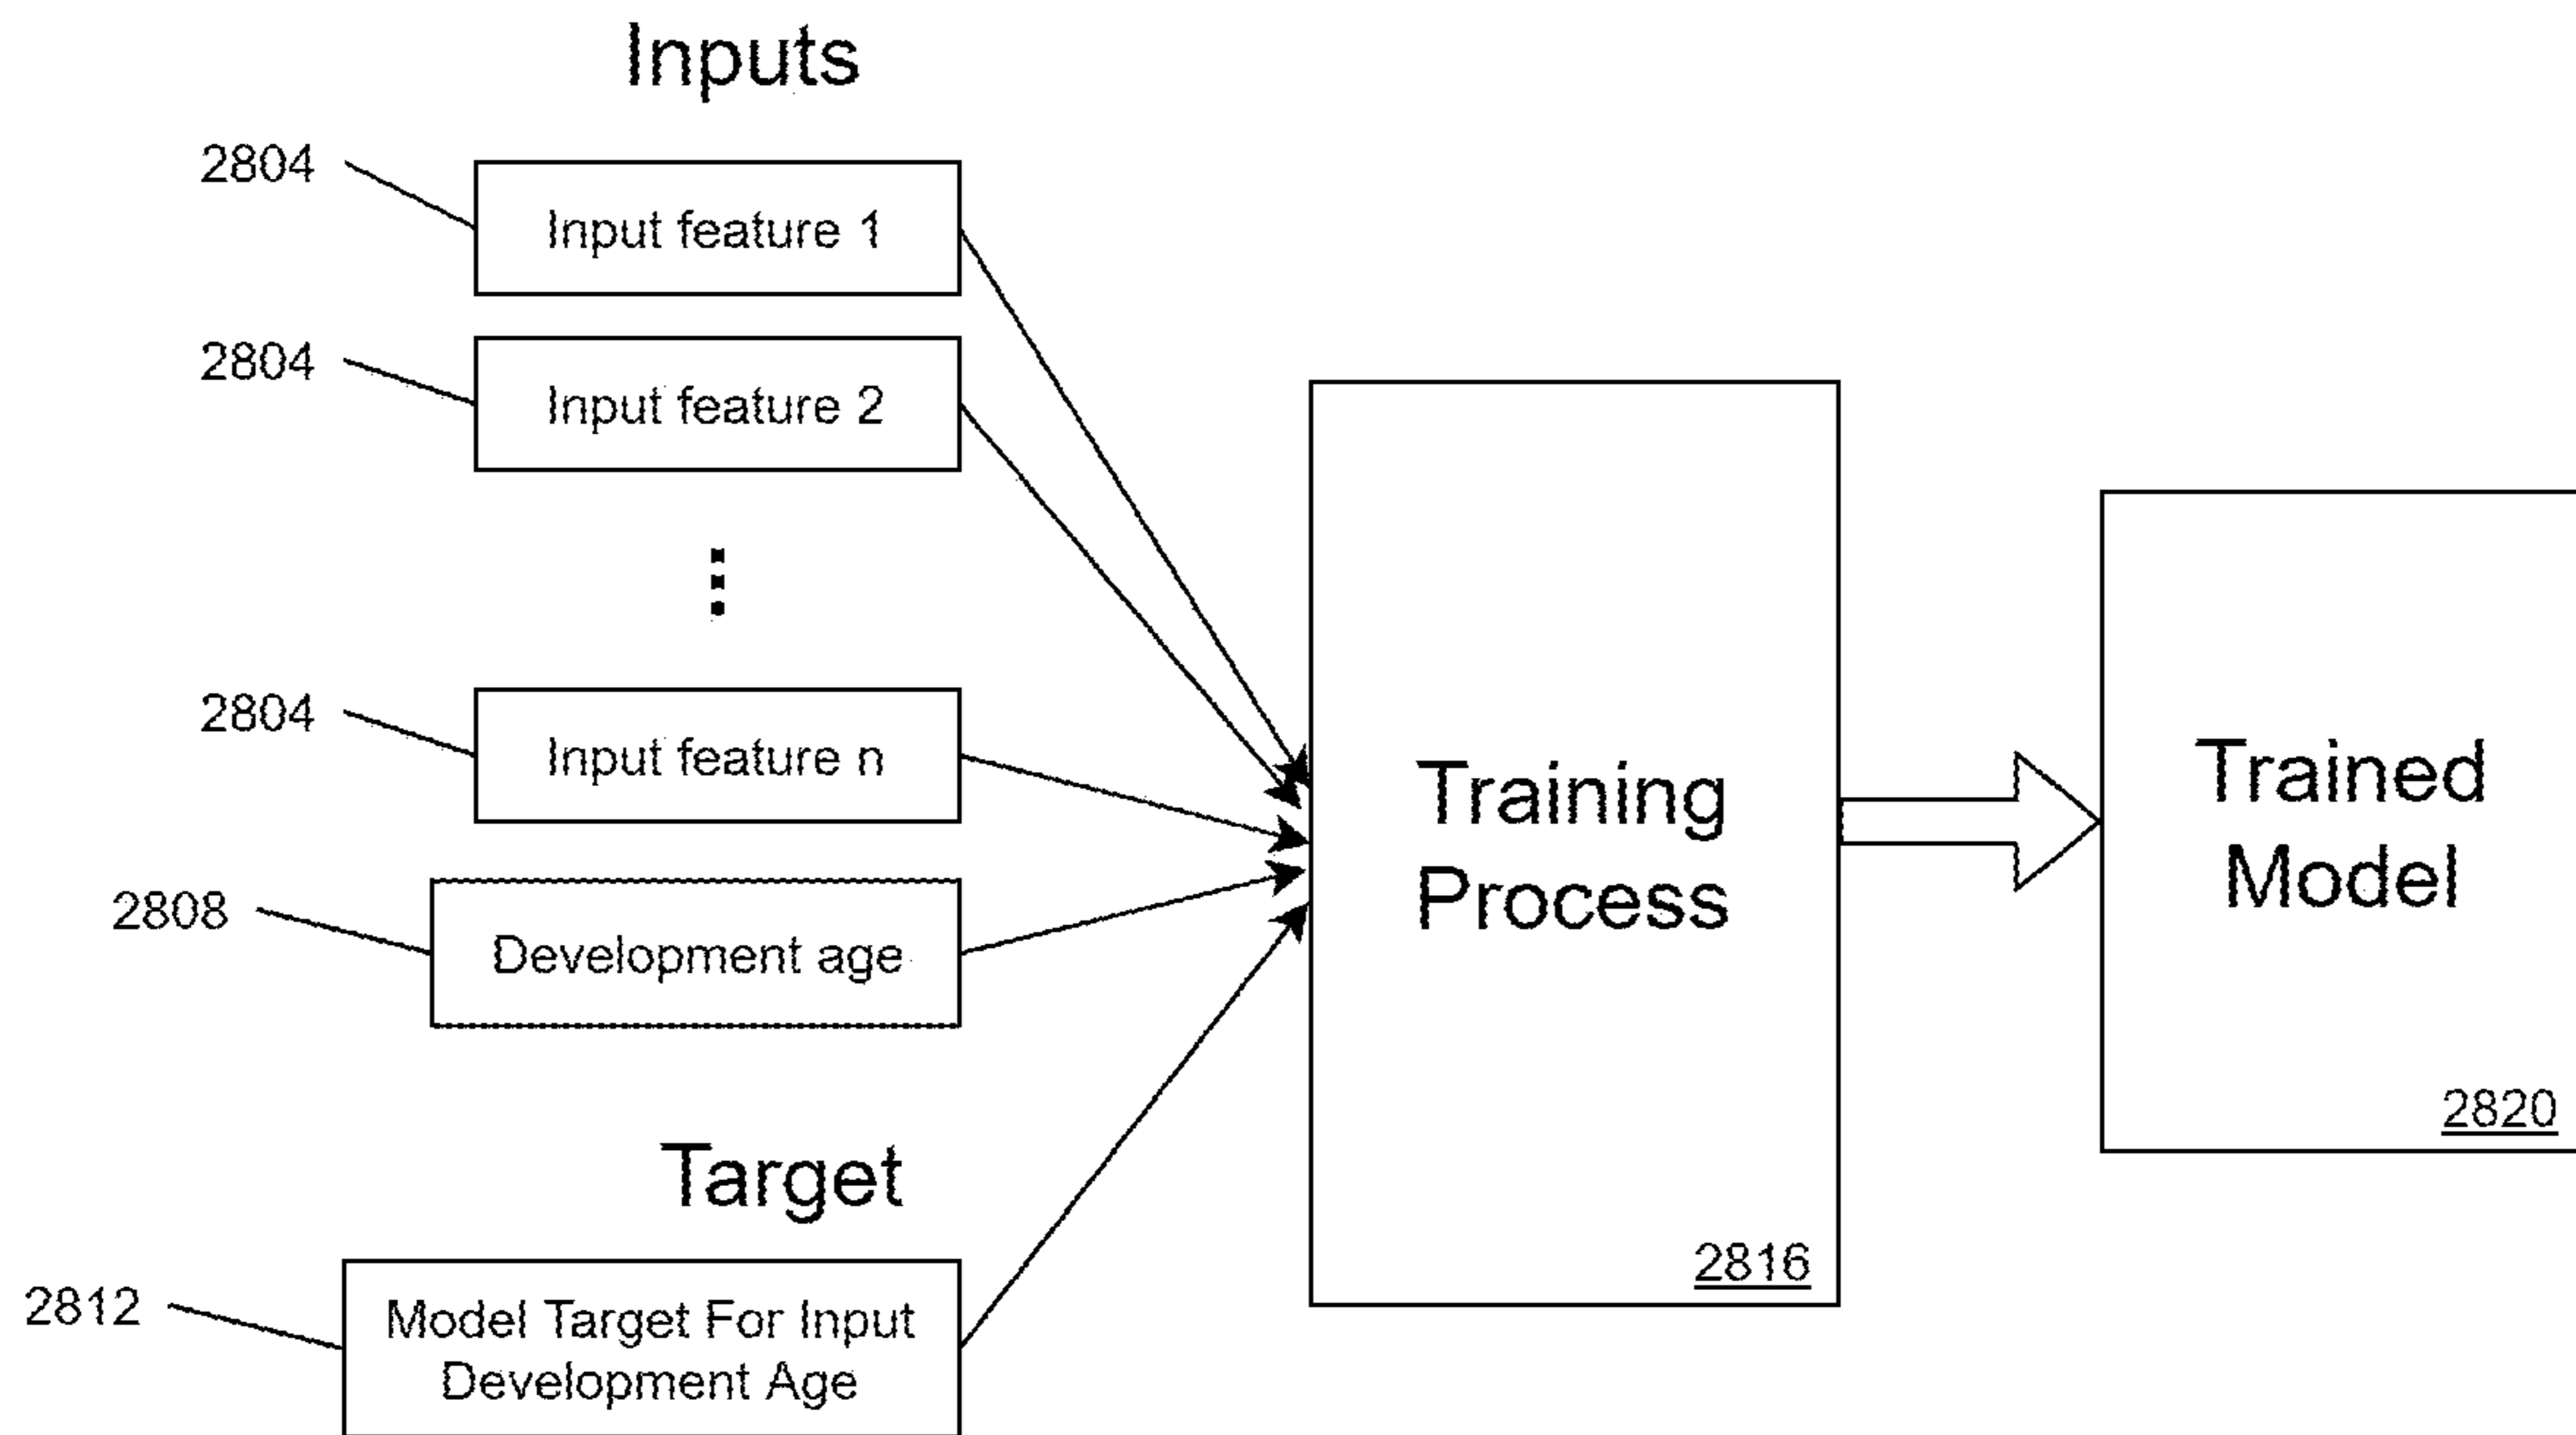 Inputs
2804
Input feature 1
2804
Input feature 2
2804
Input feature n
2808
Development age
Target
2812
Model Target For Input
Development Age
Training
Process
2816
Trained
Model
2820